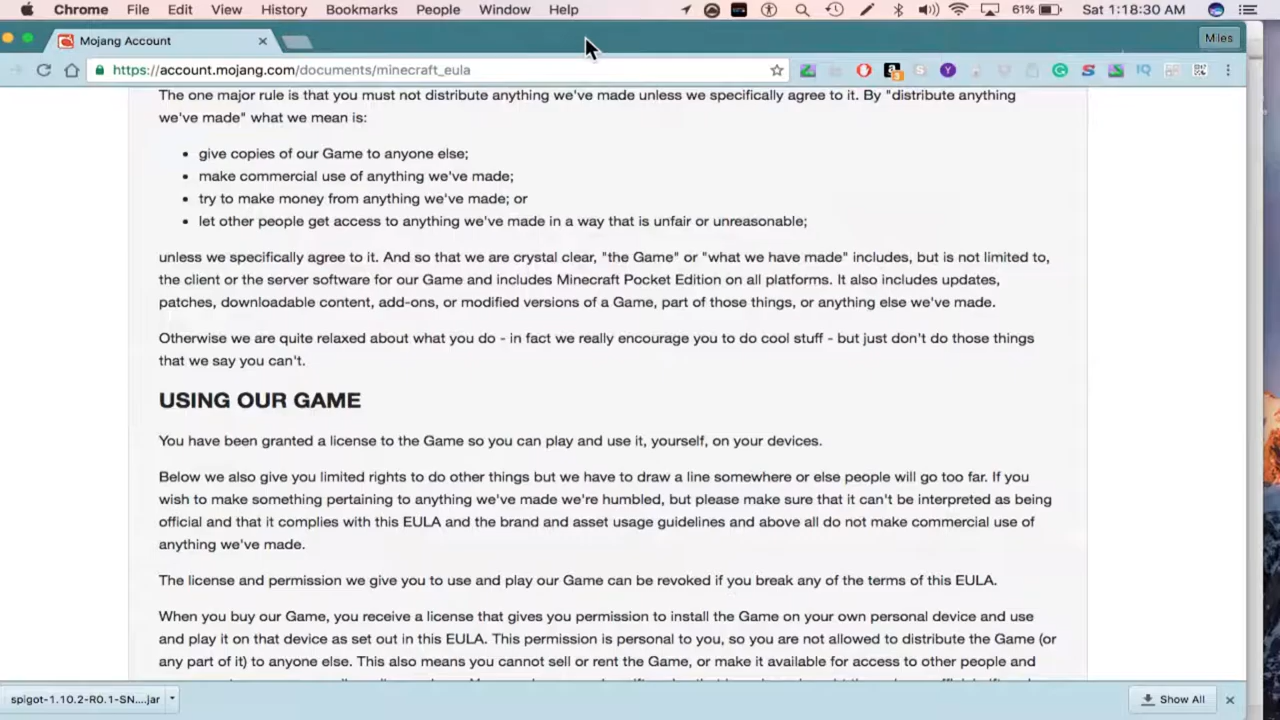 Chrome File Edit View History Bookmarks People Window Help 61% Sat 1:18:30 AM
Mojang Account Miles
https://account.mojang.com/documents/minecraft_eula
The one major rule is that you must not distribute anything we've made unless we specifically agree to it. By "distribute anything
we've made" what we mean is:
• give copies of our Game to anyone else;
• make commercial use of anything we've made;
• try to make money from anything we've made; or
• let other people get access to anything we've made in a way that is unfair or unreasonable;
unless we specifically agree to it. And so that we are crystal clear, "the Game" or "what we have made" includes, but is not limited to,
the client or the server software for our Game and includes Minecraft Pocket Edition on all platforms. It also includes updates,
patches, downloadable content, add-ons, or modified versions of a Game, part of those things, or anything else we've made.
Otherwise we are quite relaxed about what you do - in fact we really encourage you to do cool stuff - but just don't do those things
that we say you can't.
USING OUR GAME
You have been granted a license to the Game so you can play and use it, yourself, on your devices.
Below we also give you limited rights to do other things but we have to draw a line somewhere or else people will go too far. If you
wish to make something pertaining to anything we've made we're humbled, but please make sure that it can't be interpreted as being
official and that it complies with this EULA and the brand and asset usage guidelines and above all do not make commercial use of
anything we've made.
The license and permission we give you to use and play our Game can be revoked if you break any of the terms of this EULA.
When you buy our Game, you receive a license that gives you permission to install the Game on your own personal device and use
and play it on that device as set out in this EULA. This permission is personal to you, so you are not allowed to distribute the Game (or
any part of it) to anyone else. This also means you cannot sell or rent the Game, or make it available for access to other people and
spigot-1.10.2-R0.1-SN....jar Show All